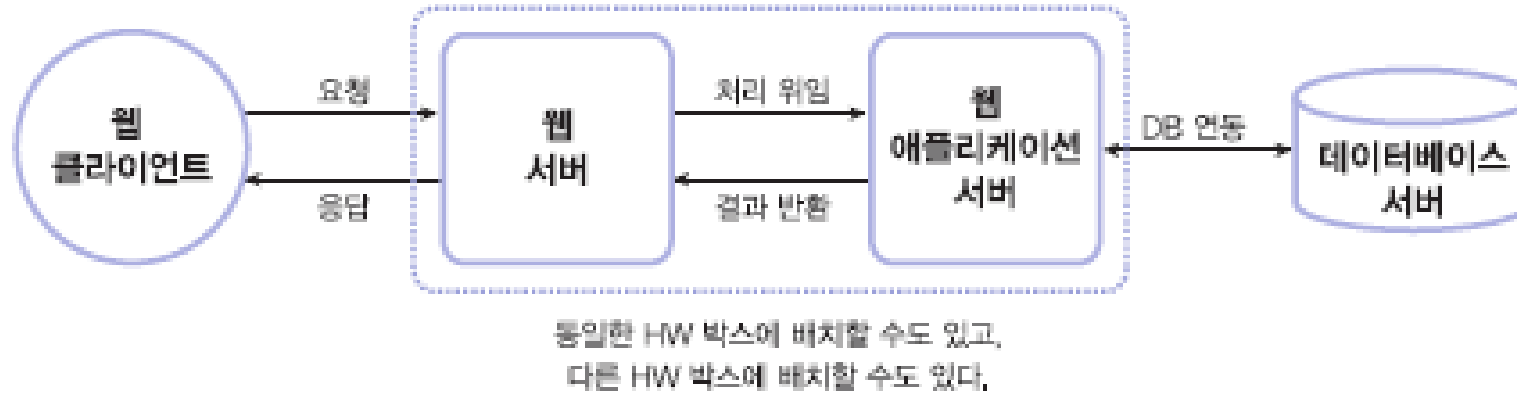 웹
클라이언트
요청
응답
웹
서버
처리 위임
결과 반환
웹
애플리케이션
서버
DB 연동
데이터베이스
서버
동일한 HW 박스에 배치할 수도 있고,
다른 HW 박스에 배치할 수도 있다.